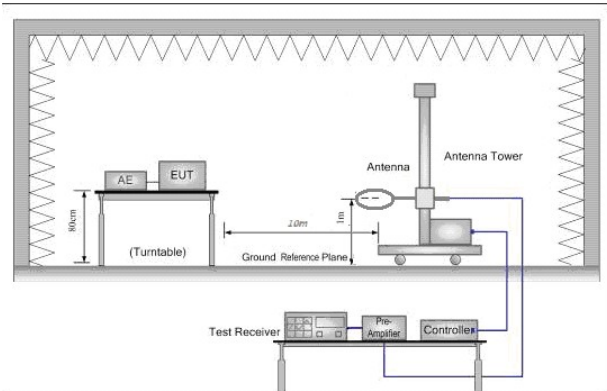 Antenna Tower
Antenna
AE
EUT
80cm
(Turntable)
10m
1m
Ground Reference Plane
Test Receiver
Pre-
Amplifier
Controller